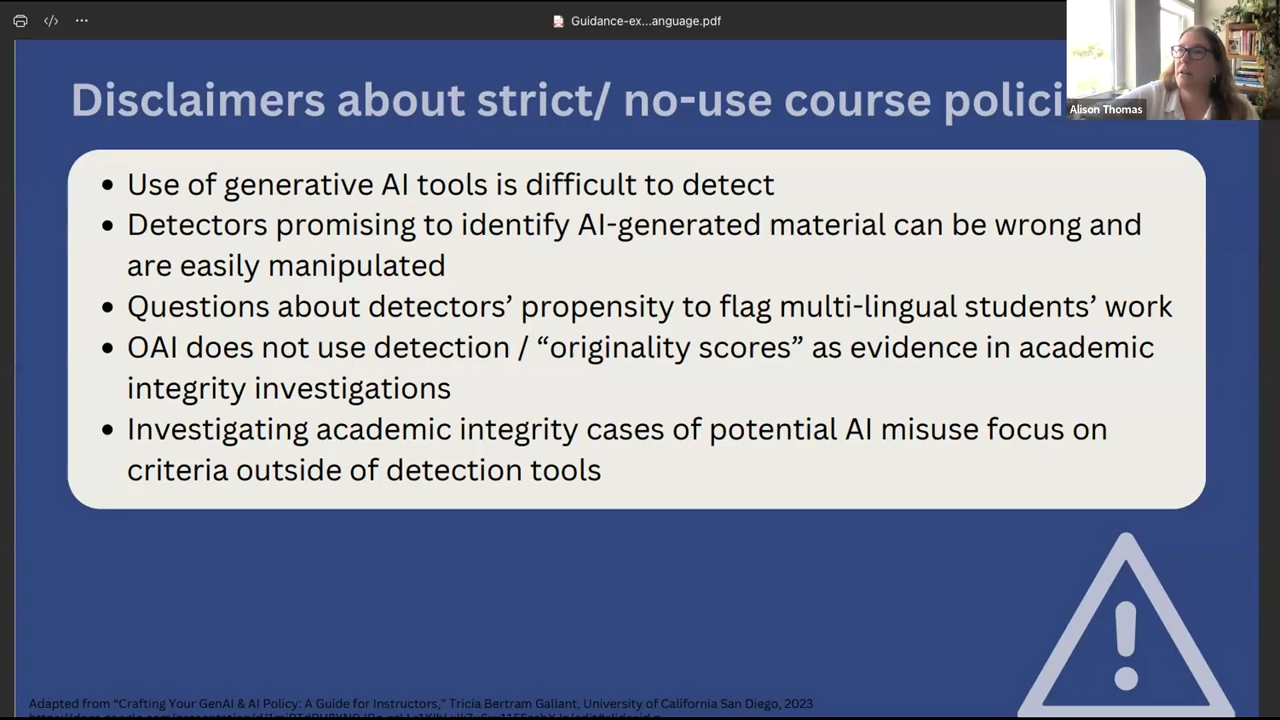 Guidance-ex...anguage.pdf
Alison Thomas
Disclaimers about strict/ no-use course polici
• Use of generative AI tools is difficult to detect
• Detectors promising to identify AI-generated material can be wrong and
are easily manipulated
• Questions about detectors’ propensity to flag multi-lingual students’ work
• OAI does not use detection / “originality scores” as evidence in academic
integrity investigations
• Investigating academic integrity cases of potential AI misuse focus on
criteria outside of detection tools
Adapted from “Crafting Your GenAI & AI Policy: A Guide for Instructors,” Tricia Bertram Gallant, University of California San Diego, 2023